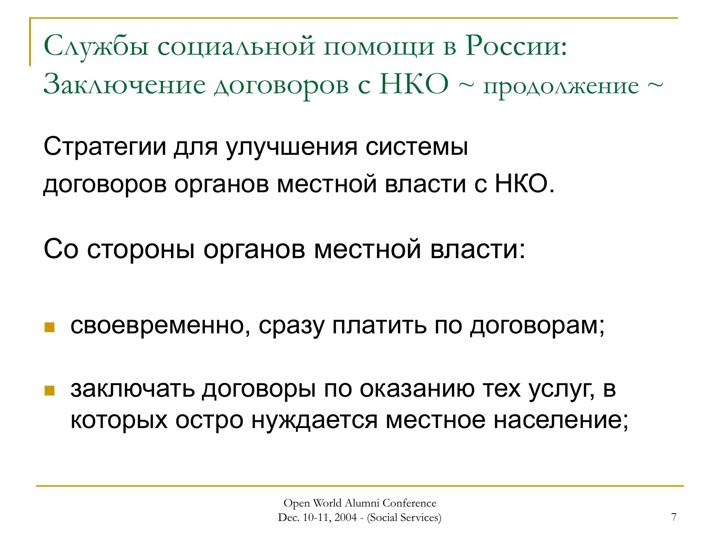 Службы социальной помощи в России:
Заключение договоров с НКО ~ продолжение ~
Стратегии для улучшения системы
договоров органов местной власти с НКО.
Со стороны органов местной власти:
своевременно, сразу платить по договорам;
заключать договоры по оказанию тех услуг, в
которых остро нуждается местное население;
Open World Alumni Conference
Dec. 10-11, 2004 - (Social Services)
7